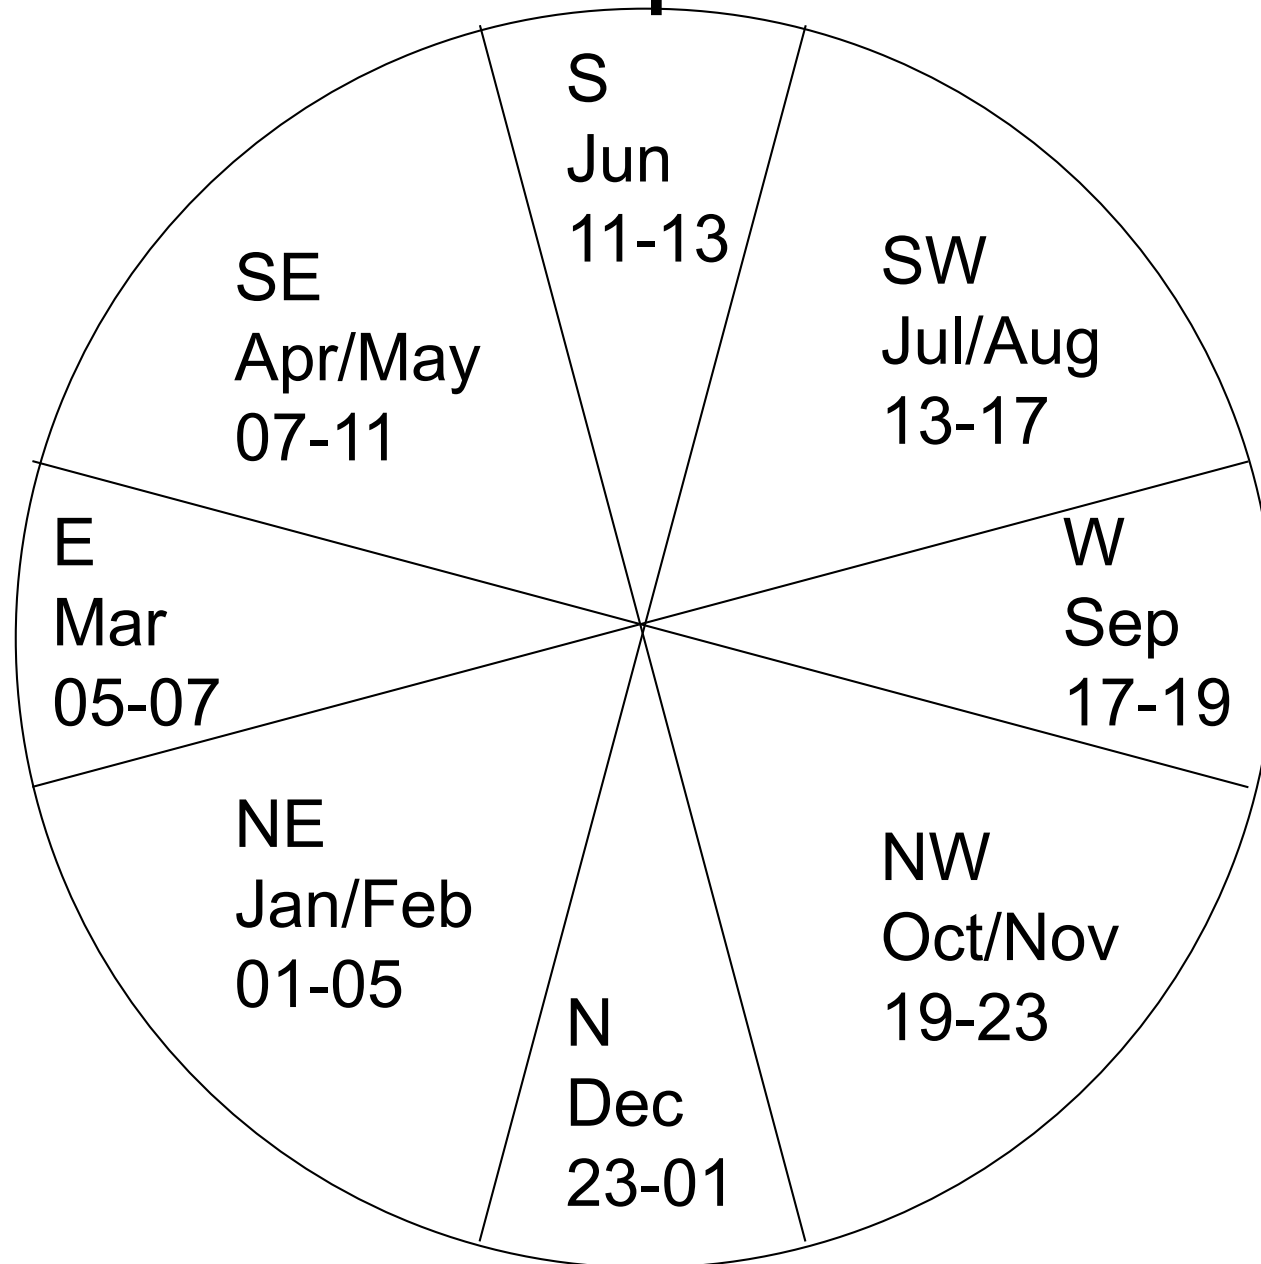 S
Jun
11-13
SW
Jul/Aug
13-17
SE
Apr/May
07-11
E
Mar
05-07
W
Sep
17-19
NE
Jan/Feb
01-05
NW
Oct/Nov
19-23
N
Dec
23-01